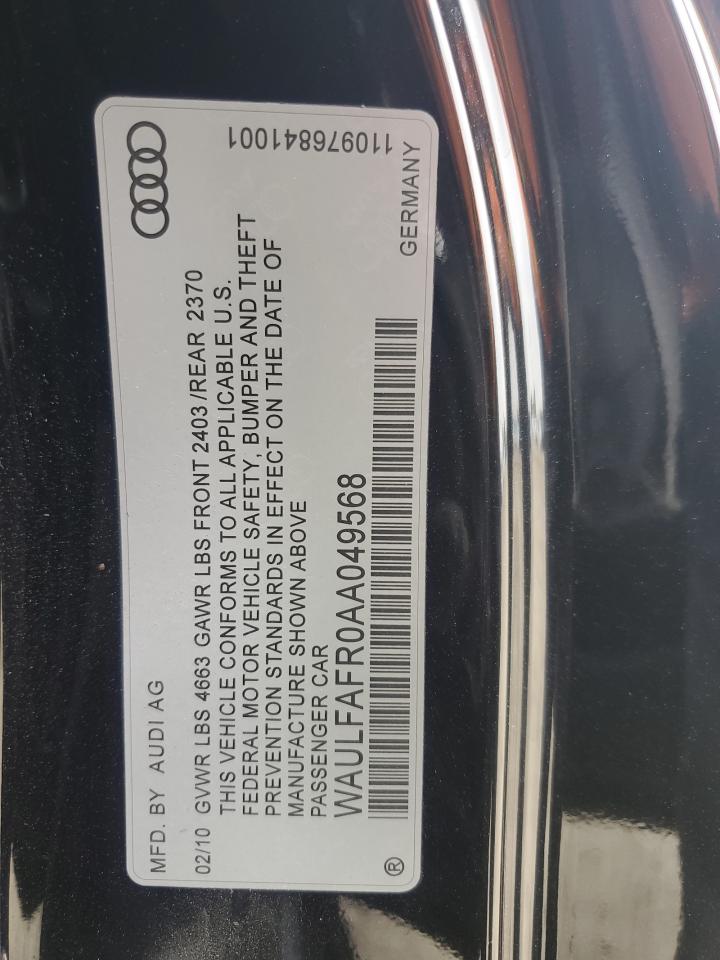 MFD. BY AUDI AG
02/10 GVWR LBS 4663 GAWR LBS FRONT 2403 /REAR 2370
THIS VEHICLE CONFORMS TO ALL APPLICABLE U.S.
FEDERAL MOTOR VEHICLE SAFETY, BUMPER AND THEFT
PREVENTION STANDARDS IN EFFECT ON THE DATE OF
MANUFACTURE SHOWN ABOVE
PASSENGER CAR
WAULFAFR0AA049568
®
GERMANY
110976841001